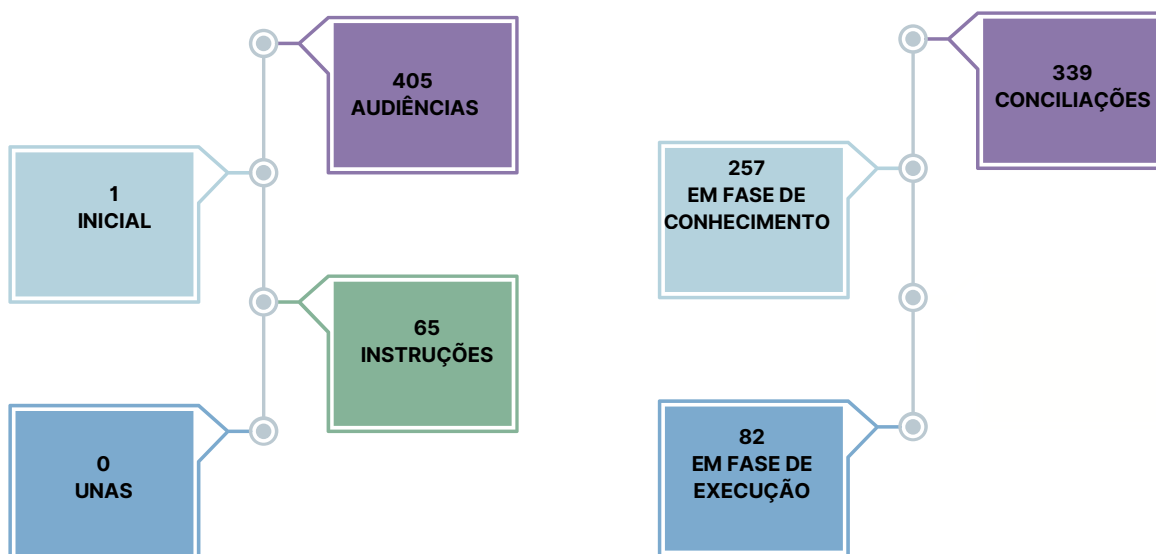 405
AUDIÊNCIAS
1
INICIAL
65
INSTRUÇÕES
0
UNAS
339
CONCILIAÇÕES
257
EM FASE DE
CONHECIMENTO
82
EM FASE DE
EXECUÇÃO